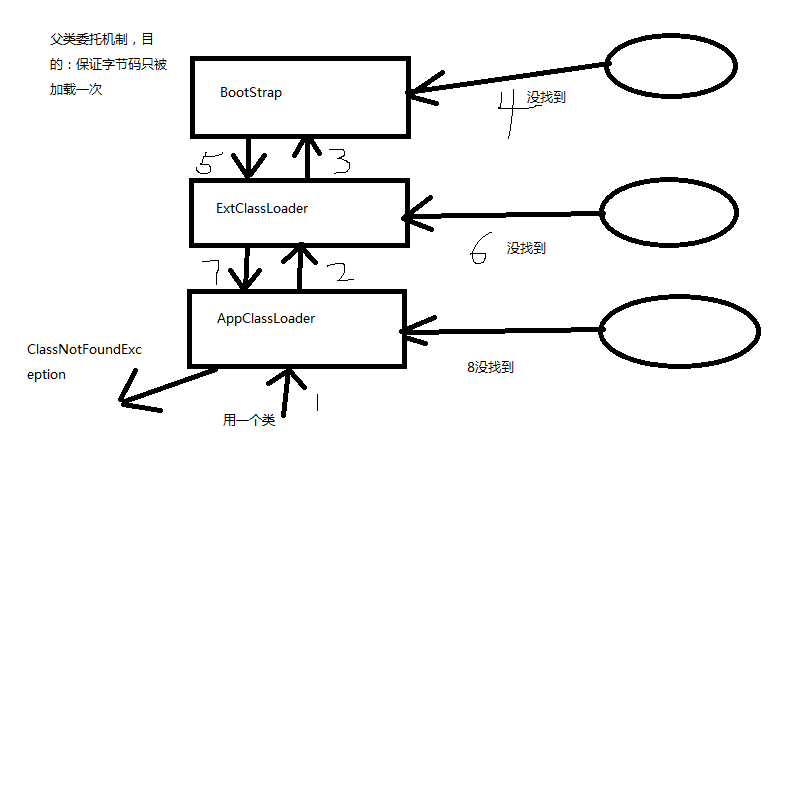 父类委托机制，目
的：保证字节码只被
加载一次
BootStrap
4
没找到
5
3
ExtClassLoader
6
没找到
7
2
AppClassLoader
ClassNotFoundExc
eption
8没找到
1
用一个类